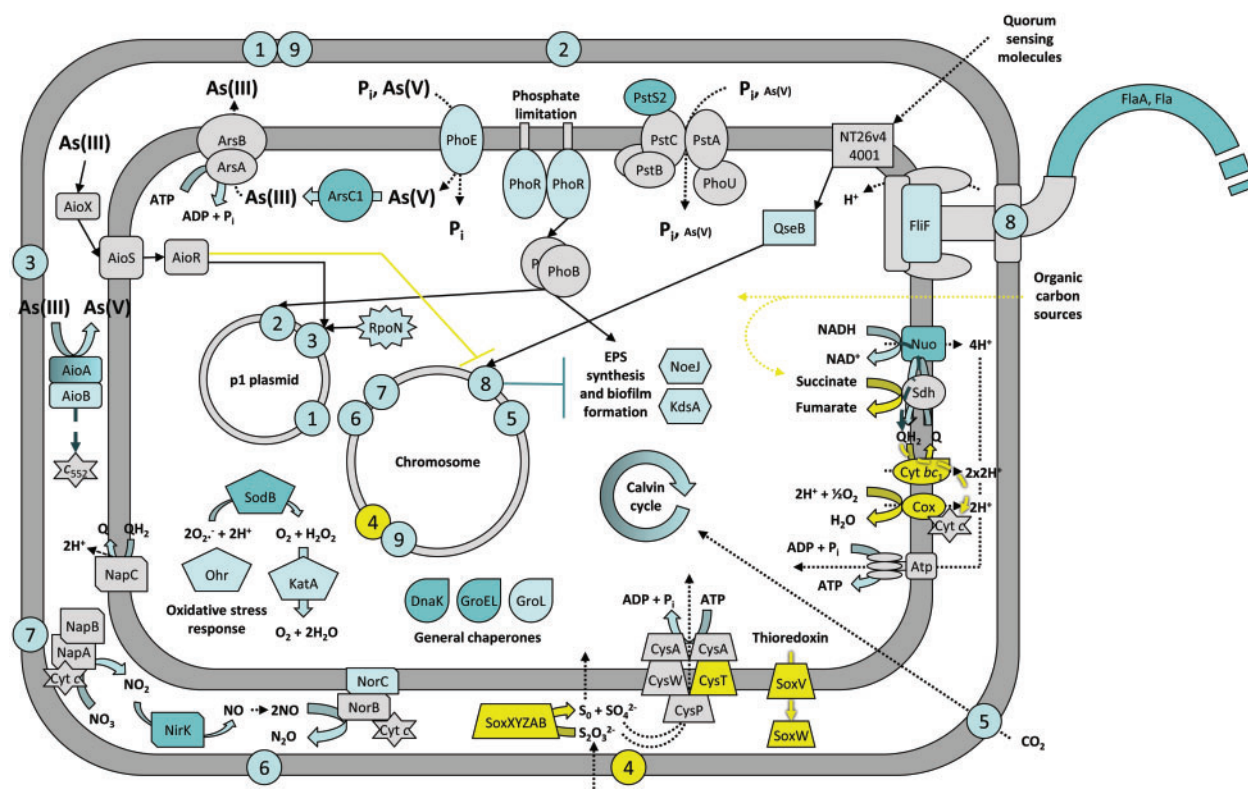 1
9
2
Quorum
sensing
molecules
As(III)
P_i, As(V)
Phosphate
limitation
PstS2
P_i, As(V)
FlaA, Fla
As(III)
ArsB
ArsA
PhoE
PstC
PstA
PstB
PhoU
NT26v4
4001
AioX
ATP
ADP + P_i
As(III)
ArsC1
As(V)
PhoR
PhoR
H⁺
P_i
P_i, As(V)
QseB
FliF
8
AioS
AioR
P
PhoB
3
As(III)
As(V)
Organic
carbon
sources
2
3
RpoN
NADH
NAD⁺
Nuo
4H⁺
AioA
AioB
p1 plasmid
1
EPS
synthesis
and biofilm
formation
NoeJ
KdsA
8
7
6
5
Succinate
Fumarate
Sdh
QH₂
Q
c₅₅₂
Chromosome
Calvin
cycle
Cyt bc₁
2x2H⁺
SodB
2H⁺ + ½O₂
H₂O
Cox
2H⁺
Cyt c
4
9
2O₂.⁻ + 2H⁺
O₂ + H₂O₂
Q
QH₂
2H⁺
NapC
Ohr
KatA
ADP + P_i
ATP
Atp
Oxidative stress
response
O₂ + 2H₂O
DnaK
GroEL
GroL
General chaperones
ADP + P_i
ATP
Thioredoxin
7
NapB
NapA
Cyt c
NO₂
NO₃
NorC
NorB
Cyt c
CysA
CysA
CysW
CysT
CysP
SoxV
SoxW
NirK
NO
2NO
N₂O
SoxXYZAB
S₀ + SO₄²⁻
S₂O₃²⁻
5
CO₂
6
4